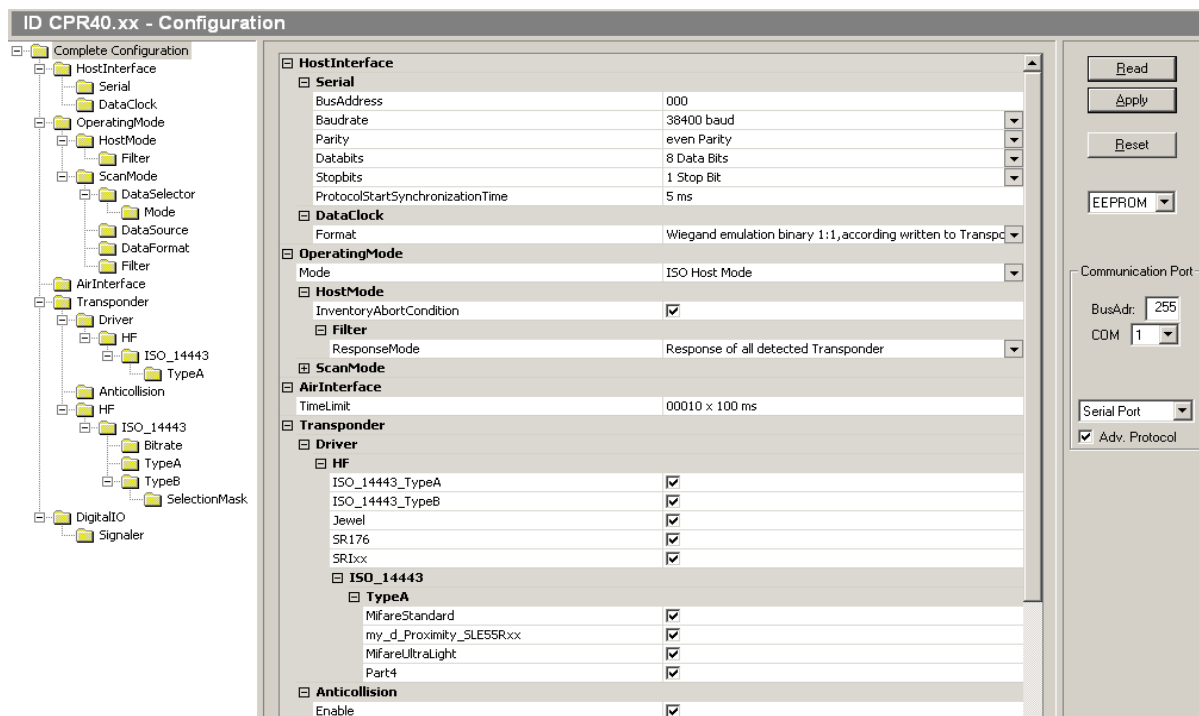 ID CPR40.xx - Configuration
Complete Configuration
HostInterface
Serial
DataClock
OperatingMode
HostMode
Filter
ScanMode
DataSelector
Mode
DataSource
DataFormat
Filter
AirInterface
Transponder
Driver
HF
ISO_14443
TypeA
Anticollision
HF
ISO_14443
Bitrate
TypeA
TypeB
SelectionMask
DigitalIO
Signaler
HostInterface
Serial
BusAddress 000
Baudrate 38400 baud
Parity even Parity
Databits 8 Data Bits
Stopbits 1 Stop Bit
ProtocolStartSynchronizationTime 5 ms
DataClock
Format Wiegand emulation binary 1:1,according written to Transpo
OperatingMode
Mode ISO Host Mode
HostMode
InventoryAbortCondition
Filter
ResponseMode Response of all detected Transponder
ScanMode
AirInterface
TimeLimit 00010 x 100 ms
Transponder
Driver
HF
ISO_14443_TypeA
ISO_14443_TypeB
Jewel
SR176
SRIxx
ISO_14443
TypeA
MifareStandard
my_d_Proximity_SLE55Rxx
MifareUltraLight
Part4
Anticollision
Enable
Read
Apply
Reset
EEPROM
Communication Port
BusAdr: 255
COM 1
Serial Port
Adv. Protocol